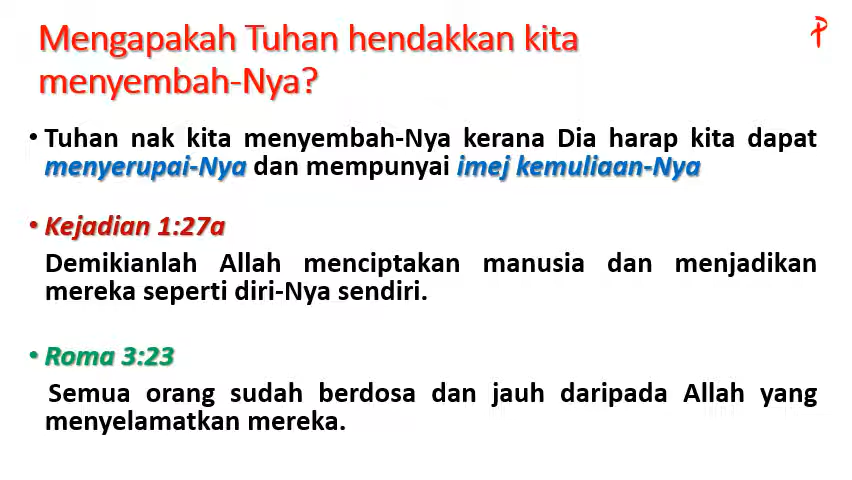 Mengapakah Tuhan hendakkan kita
menyembah-Nya?
• Tuhan nak kita menyembah-Nya kerana Dia harap kita dapat
menyerupai-Nya dan mempunyai imej kemuliaan-Nya
• Kejadian 1:27a
Demikianlah Allah menciptakan manusia dan menjadikan
mereka seperti diri-Nya sendiri.
• Roma 3:23
Semua orang sudah berdosa dan jauh daripada Allah yang
menyelamatkan mereka.